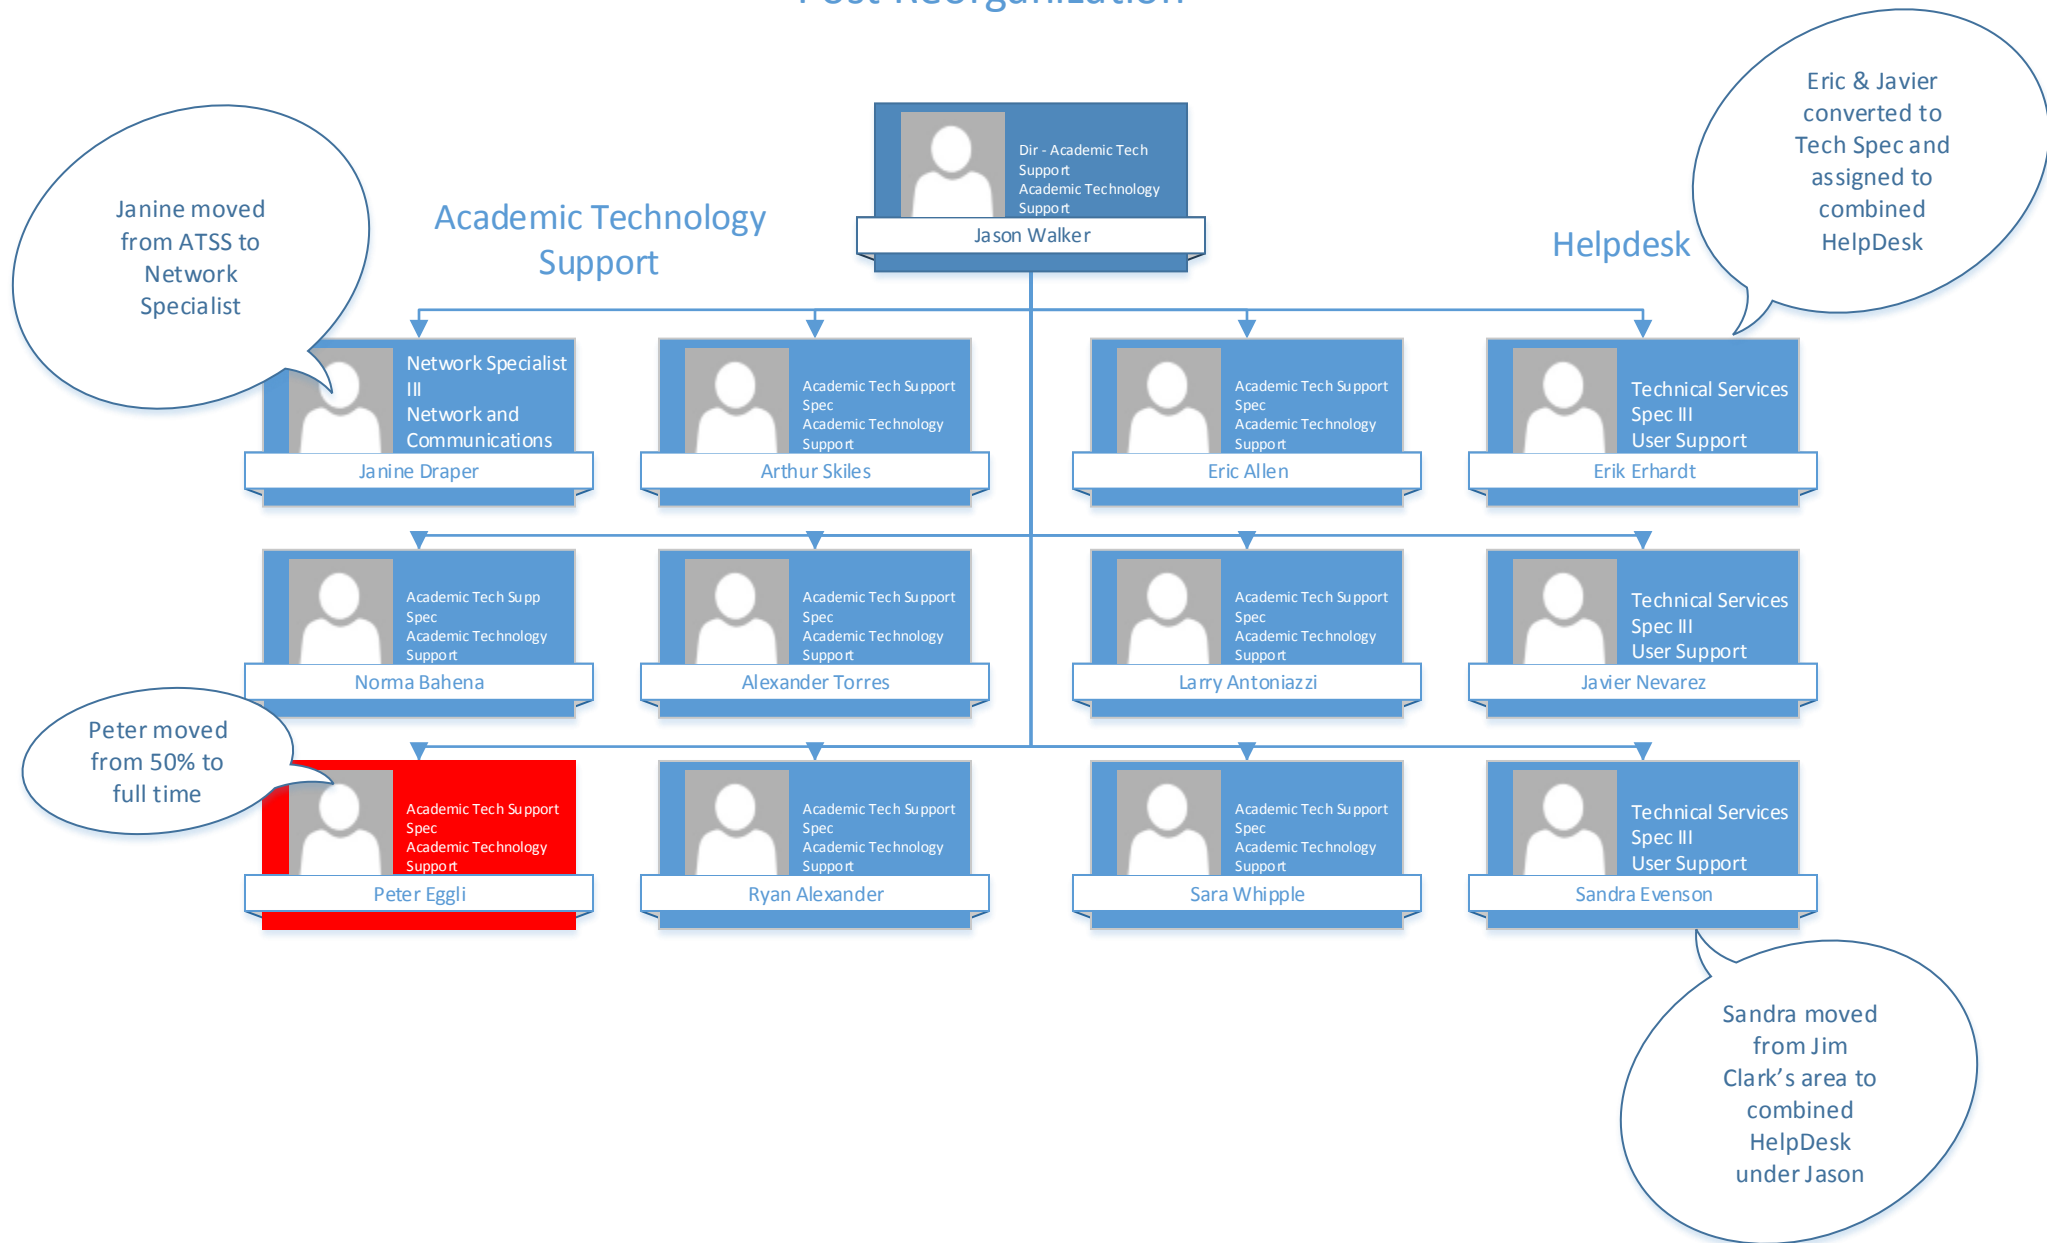 Post Reorganization
Janine moved
from ATSS to
Network
Specialist
Academic Technology
Support
Dir - Academic Tech
Support
Academic Technology
Support
Jason Walker
Helpdesk
Eric & Javier
converted to
Tech Spec and
assigned to
combined
HelpDesk
Network Specialist
III
Network and
Communications
Janine Draper
Academic Tech Support
Spec
Academic Technology
Support
Arthur Skiles
Academic Tech Support
Spec
Academic Technology
Support
Eric Allen
Technical Services
Spec III
User Support
Erik Erhardt
Academic Tech Supp
Spec
Academic Technology
Support
Norma Bahena
Academic Tech Support
Spec
Academic Technology
Support
Alexander Torres
Academic Tech Support
Spec
Academic Technology
Support
Larry Antoniazzi
Technical Services
Spec III
User Support
Javier Nevarez
Peter moved
from 50% to
full time
Academic Tech Support
Spec
Academic Technology
Support
Peter Eggli
Academic Tech Support
Spec
Academic Technology
Support
Ryan Alexander
Academic Tech Support
Spec
Academic Technology
Support
Sara Whipple
Technical Services
Spec III
User Support
Sandra Evenson
Sandra moved
from Jim
Clark's area to
combined
HelpDesk
under Jason